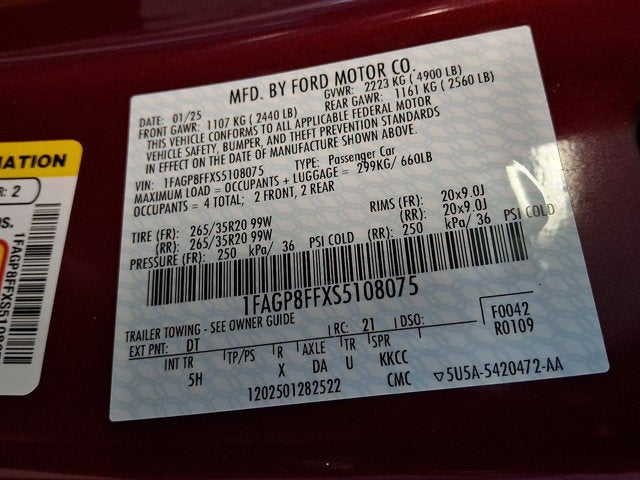 MFD. BY FORD MOTOR CO.
DATE: 01/25 GVWR: 2223 KG ( 4900 LB)
FRONT GAWR: 1107 KG ( 2440 LB) REAR GAWR: 1161 KG ( 2560 LB)
THIS VEHICLE CONFORMS TO ALL APPLICABLE FEDERAL MOTOR
VEHICLE SAFETY, BUMPER, AND THEFT PREVENTION STANDARDS
IN EFFECT ON THE DATE OF MANUFACTURE SHOWN ABOVE.
VIN: 1FAGP8FFXS5108075 TYPE: Passenger Car
MAXIMUM LOAD = OCCUPANTS + LUGGAGE = 299KG/ 660LB
OCCUPANTS = 4 TOTAL; 2 FRONT, 2 REAR
TIRE (FR): 265/35R20 99W RIMS (FR): 20x9.0J
(RR): 265/35R20 99W (RR): 20x9.0J
PRESSURE (FR): 250 kPa/ 36 PSI COLD (RR): 250 kPa/ 36 PSI COLD
1FAGP8FFXS5108075
TRAILER TOWING - SEE OWNER GUIDE
EXT PNT: DT RC: 21 DSO: F0042
R0109
INT TR TP/PS R AXLE TR SPR
5H X DA U KKCC
1202501282522 CMC ▽5U5A-5420472-AA
MATION
R: 2